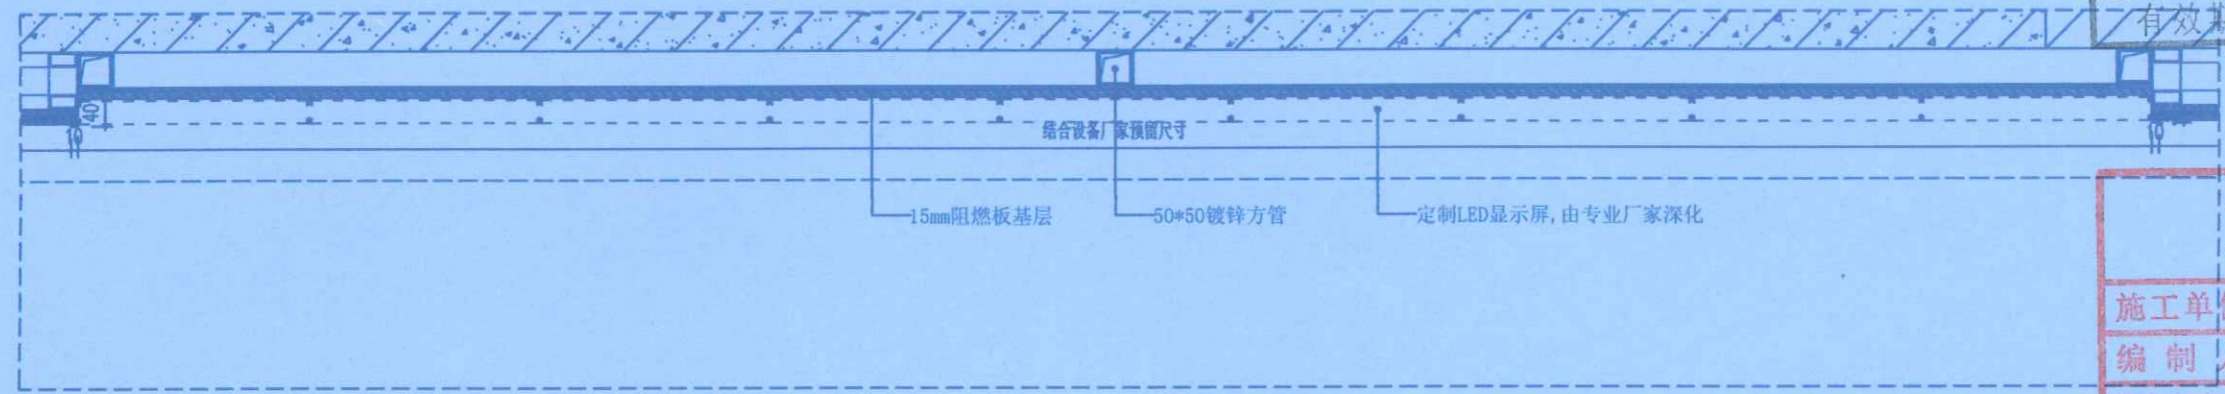 有效期
40
结合设备厂家预留尺寸
10
10
15mm阻燃板基层
50*50镀锌方管
定制LED显示屏,由专业厂家深化
施工单位
编 制